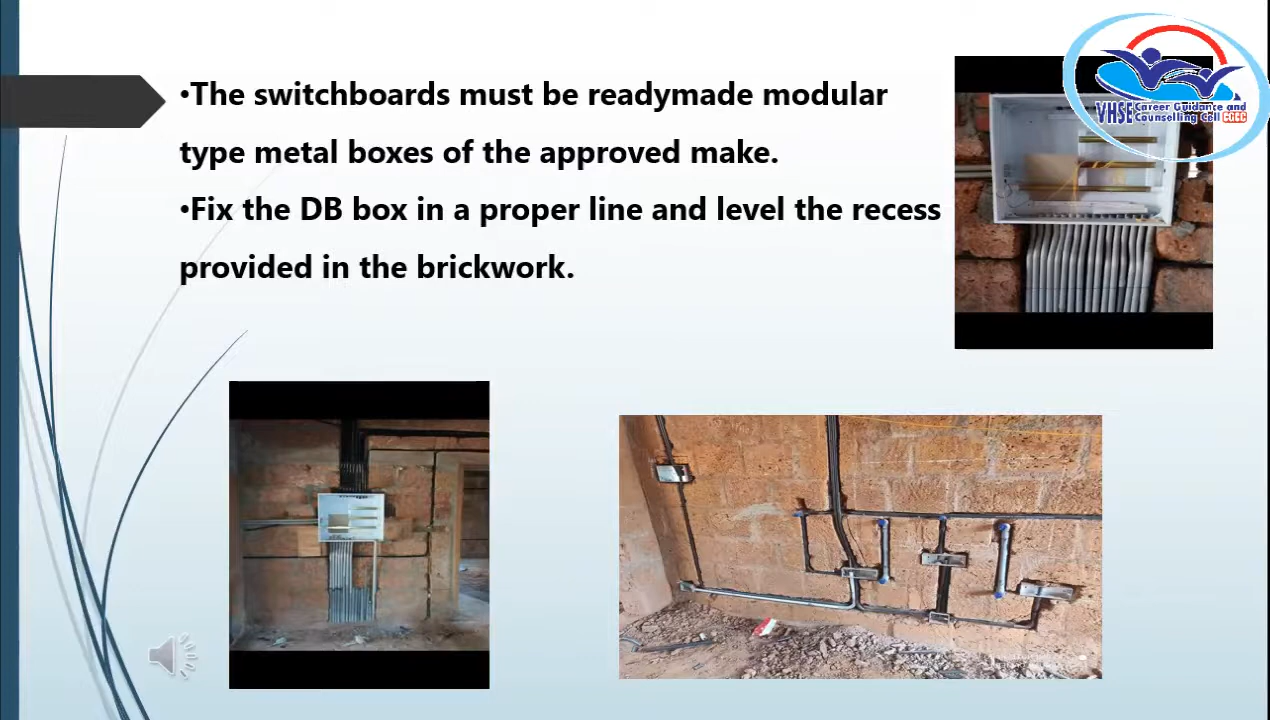 •The switchboards must be readymade modular
type metal boxes of the approved make.
•Fix the DB box in a proper line and level the recess
provided in the brickwork.
VHSE Career Guidance and
Counselling Cell CGCC